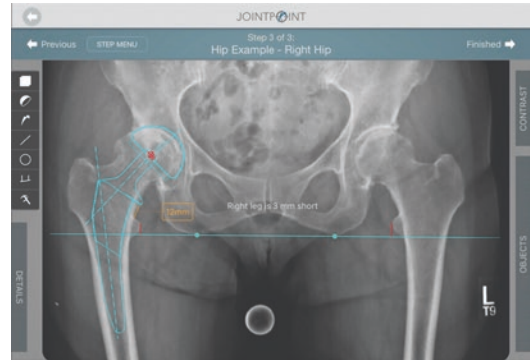 JOINTPOINT
Previous
STEP MENU
Step 3 of 3:
Hip Example - Right Hip
Finished
CONTRAST
12mm
Right leg is 3 mm short
DETAILS
OBJECTS
L
T9